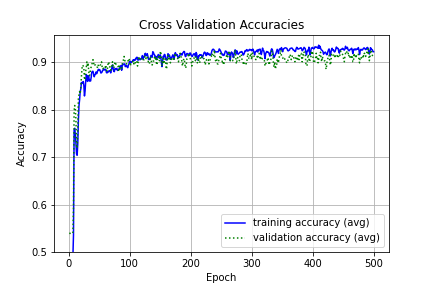 Cross Validation Accuracies
Accuracy
0.9
0.8
0.7
0.6
0.5
training accuracy (avg)
validation accuracy (avg)
0 100 200 300 400 500
Epoch